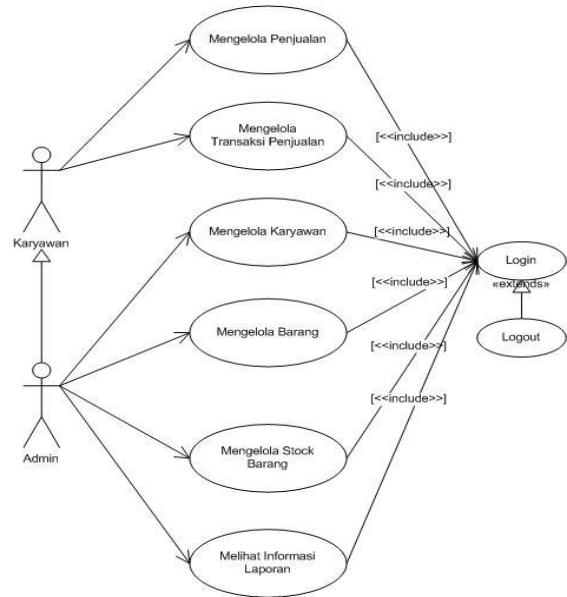 Mengelola Penjualan
Mengelola
Transaksi Penjualan
[<<include>>]
[<<include>>]
Karyawan
Mengelola Karyawan
[<<include>>]
Login
«extends»
[<<include>>]
Mengelola Barang
[<<include>>]
Logout
[<<include>>]
Admin
Mengelola Stock
Barang
Melihat Informasi
Laporan